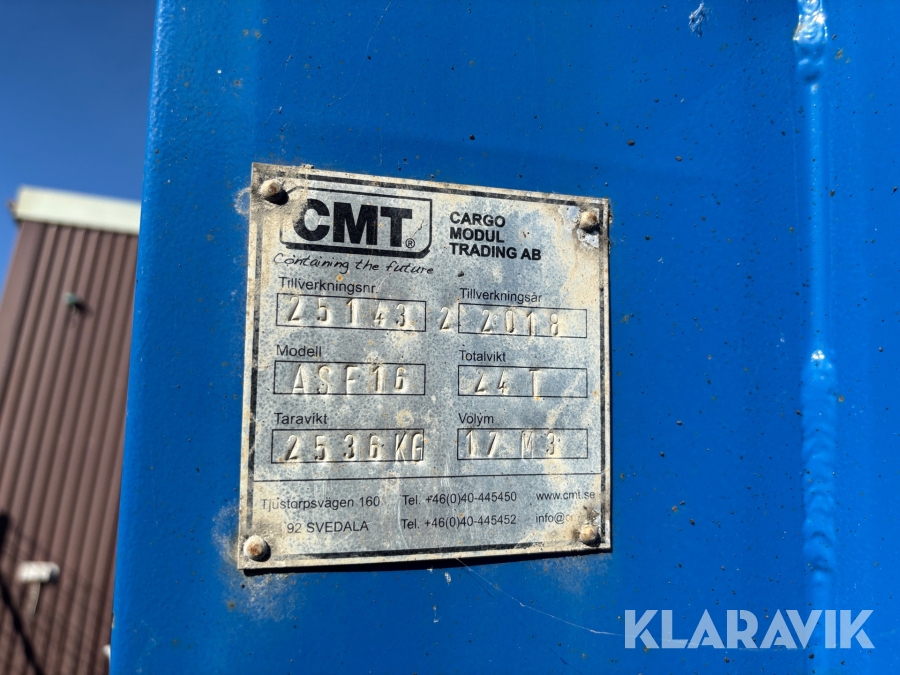 CMT®
Containing the future
CARGO
MODUL
TRADING AB
Tillverkningsnr. Tillverkningsår
25143 2 2018
Modell Totalvikt
ASF16 24 T
Taravikt Volym
2536KG 17 M3
Tjustorpsvägen 160 Tel. +46(0)40-445450 www.cmt.se
92 SVEDALA Tel. +46(0)40-445452
KLARAVIK